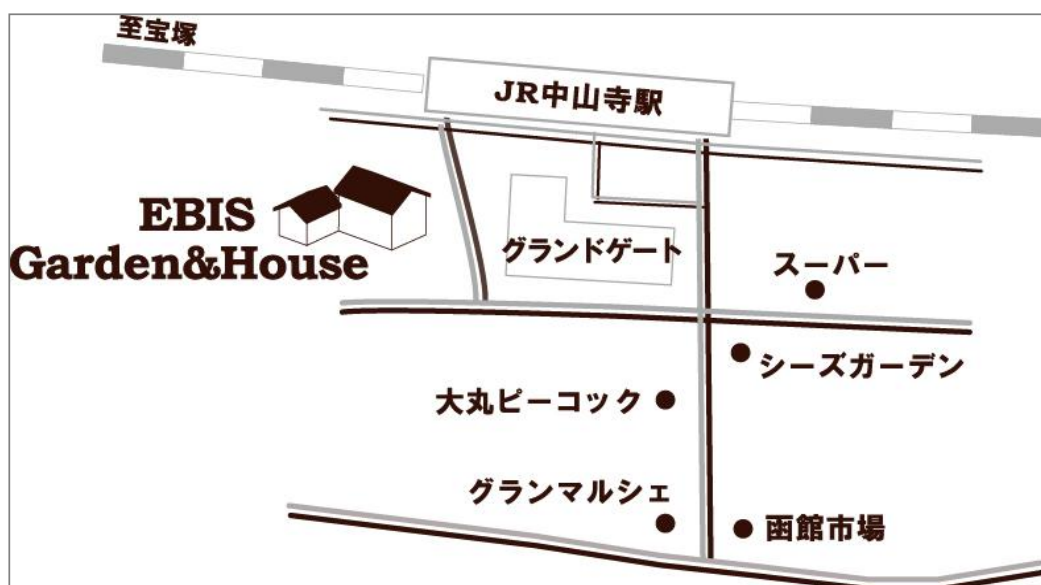 至宝塚
JR中山寺駅
EBIS
Garden&House
グランドゲート
スーパー
シーズガーデン
大丸ピーコック
グランマルシェ
函館市場